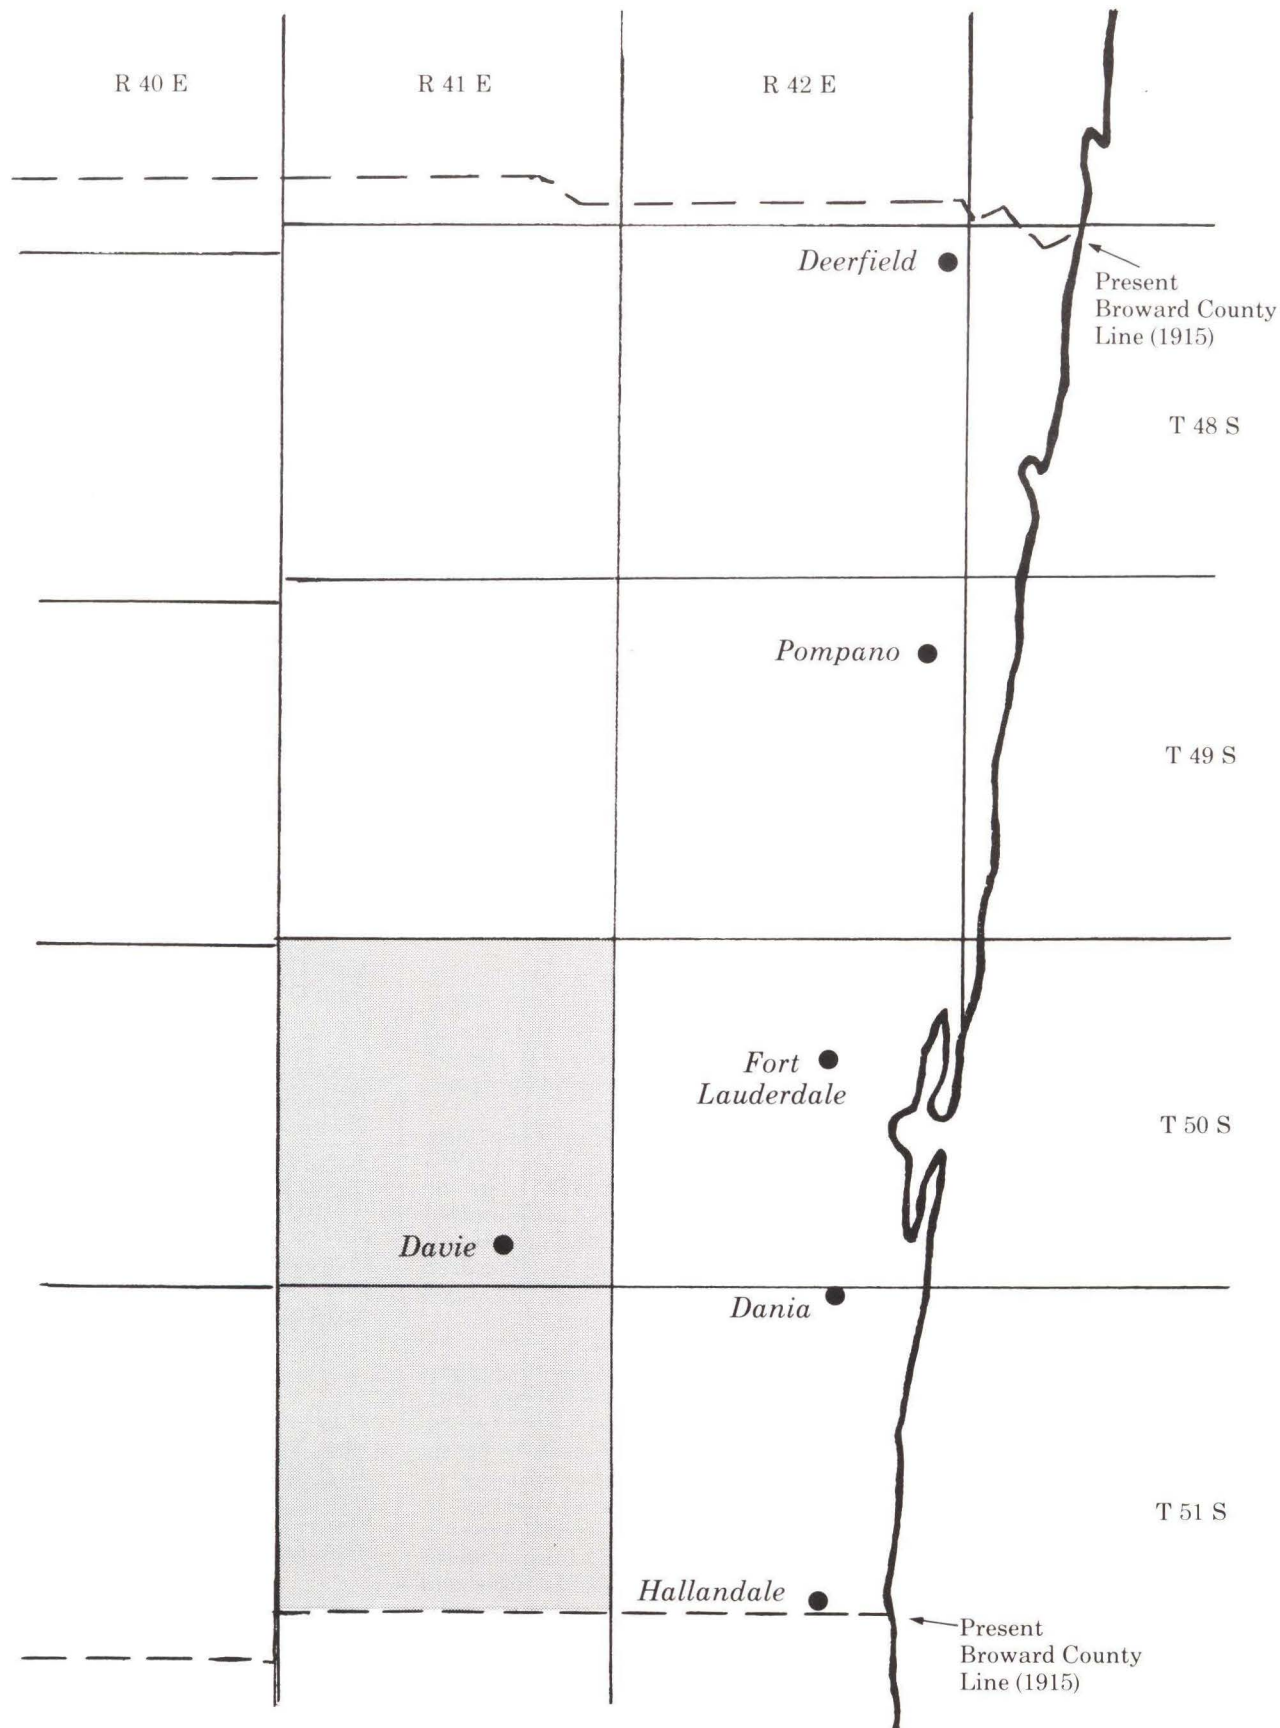 R 40 E
R 41 E
R 42 E
Deerfield
Present
Broward County
Line (1915)
T 48 S
Pompano
T 49 S
Fort
Lauderdale
T 50 S
Davie
Dania
T 51 S
Hallandale
Present
Broward County
Line (1915)